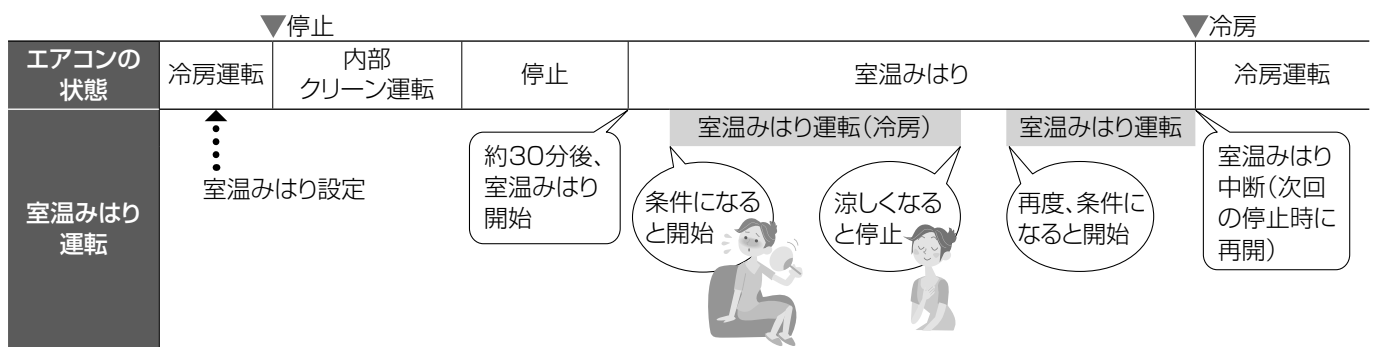 ▼停止
▼冷房
エアコンの
状態
冷房運転
内部
クリーン運転
停止
室温みはり
冷房運転
室温みはり
運転
室温みはり設定
約30分後、
室温みはり
開始
室温みはり運転(冷房)
条件になる
と開始
涼しくなる
と停止
室温みはり運転
再度、条件に
なると開始
室温みはり
中断(次回
の停止時に
再開)